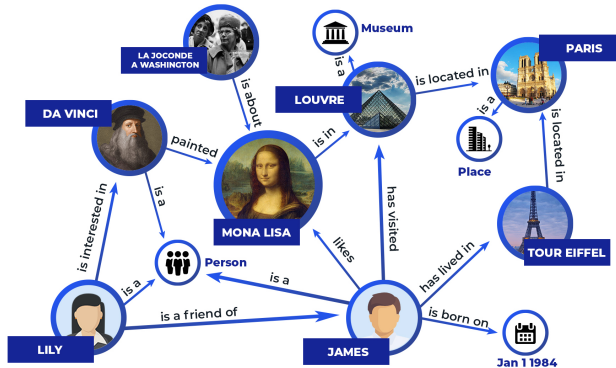 Museum
PARIS
LA JOCONDE
A WASHINGTON
is a
is located in
LOUVRE
is about
DA VINCI
is a
is located in
painted
is in
Place
is interested in
is a
has visited
MONA LISA
TOUR EIFFEL
Person
likes
has lived in
is a
is a
is a friend of
is born on
LILY
JAMES
Jan 1 1984